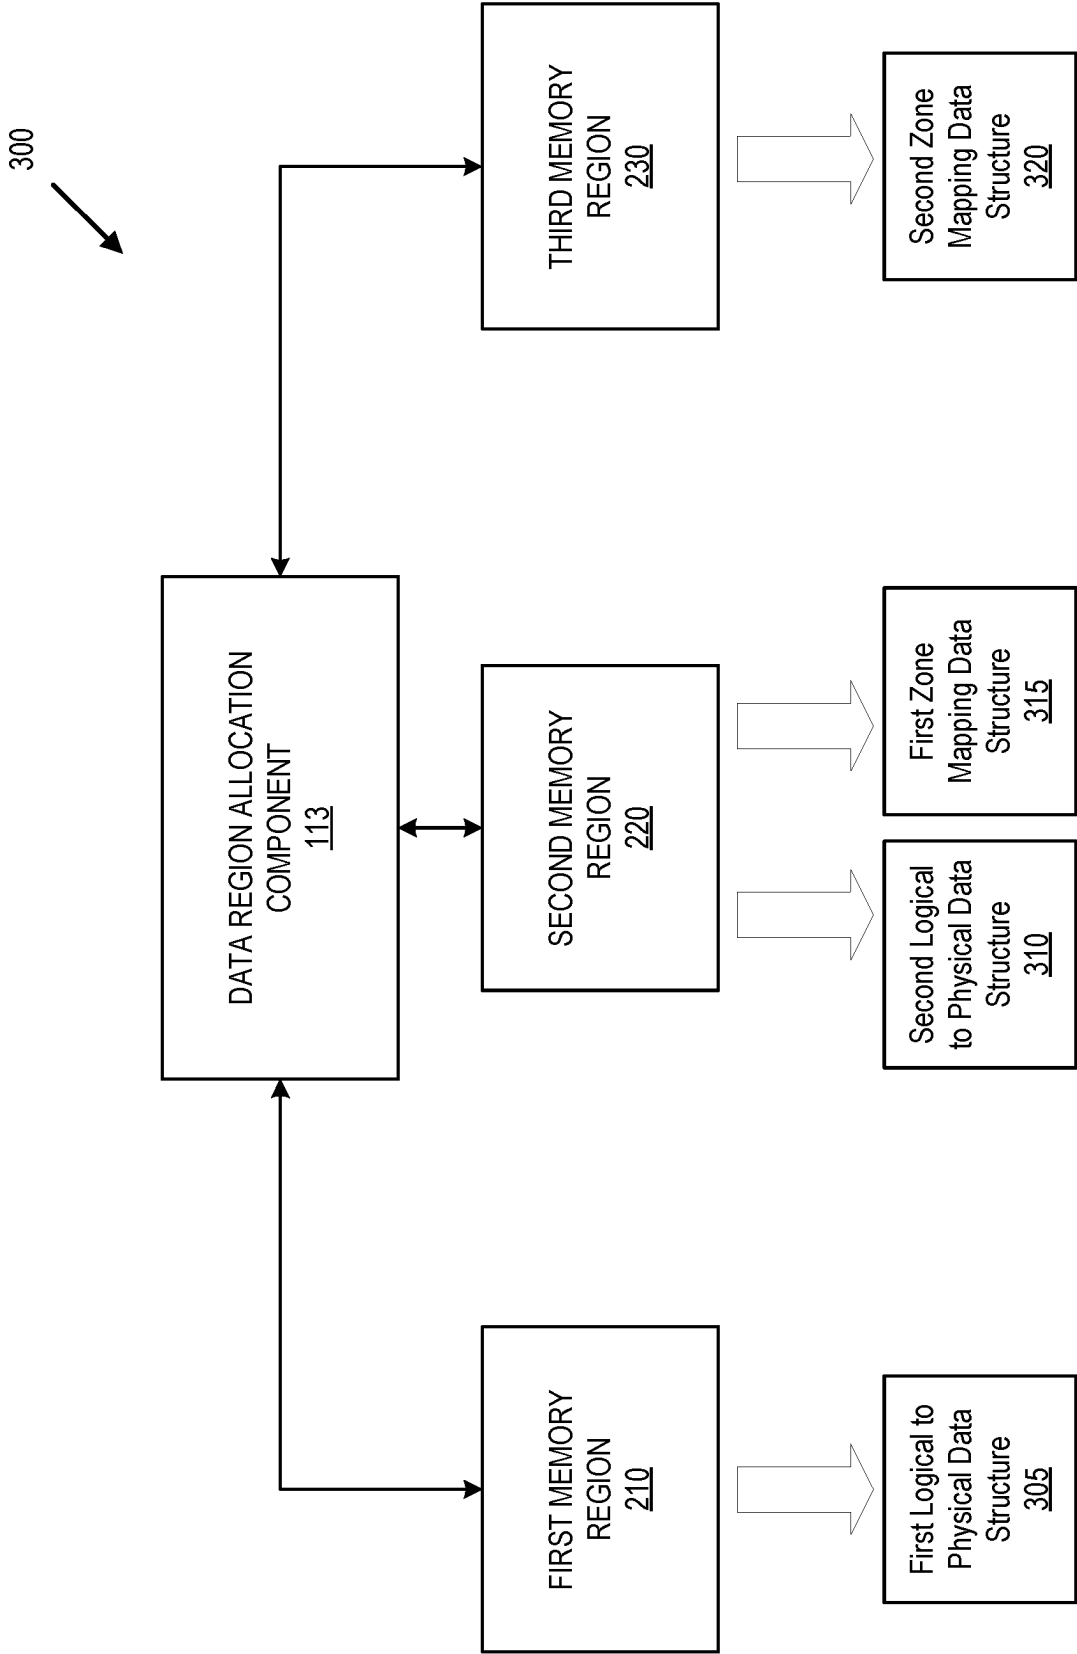 300
DATA REGION ALLOCATION
COMPONENT
113
FIRST MEMORY
REGION
210
SECOND MEMORY
REGION
220
THIRD MEMORY
REGION
230
First Logical to
Physical Data
Structure
305
Second Logical
to Physical Data
Structure
310
First Zone
Mapping Data
Structure
315
Second Zone
Mapping Data
Structure
320